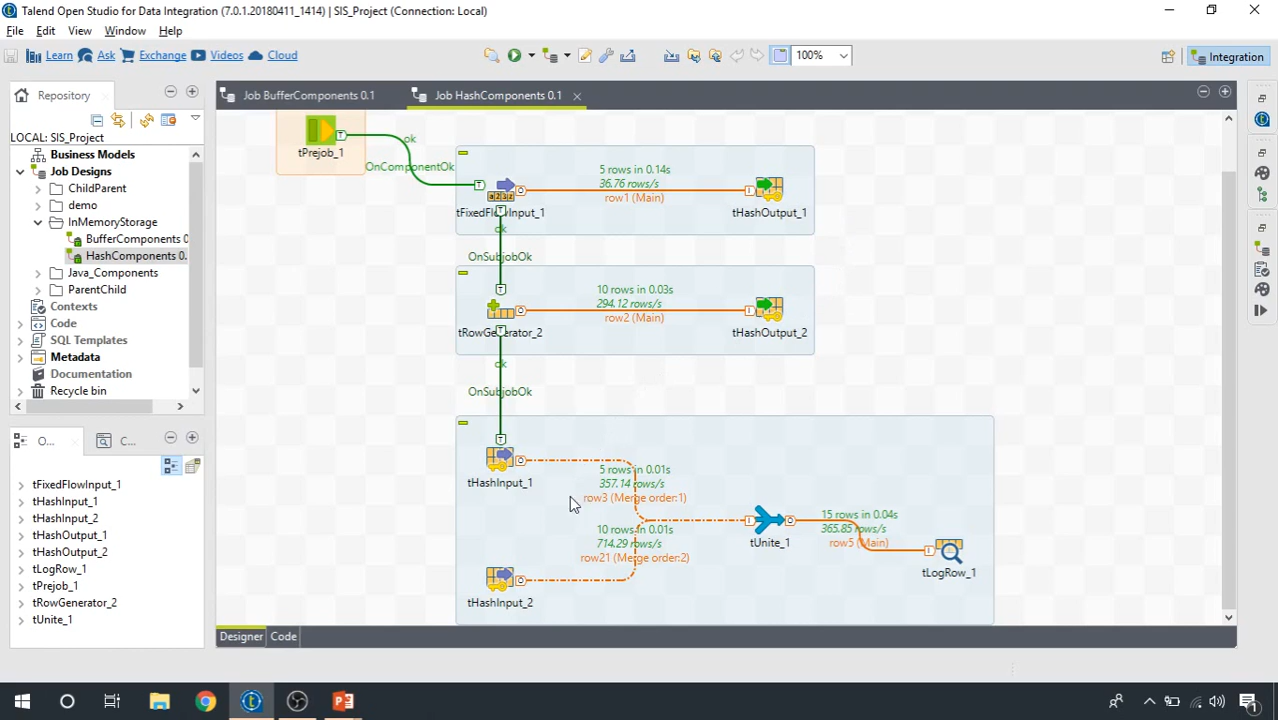 Talend Open Studio for Data Integration (7.0.1.20180411_1414) | SIS_Project (Connection: Local)
File Edit View Window Help
Learn Ask Exchange Videos Cloud 100% Integration
Repository
Job BufferComponents 0.1
Job HashComponents 0.1
LOCAL: SIS_Project
Business Models
Job Designs
ChildParent
demo
InMemoryStorage
BufferComponents 0
HashComponents 0.
Java_Components
ParentChild
Contexts
Code
SQL Templates
Metadata
Documentation
Recycle bin
O...
C...
tFixedFlowInput_1
tHashInput_1
tHashInput_2
tHashOutput_1
tHashOutput_2
tLogRow_1
tPrejob_1
tRowGenerator_2
tUnite_1
tPrejob_1
ok
OnComponentOk
5 rows in 0.14s
36.76 rows/s
row1 (Main)
tFixedFlowInput_1
tHashOutput_1
ok
OnSubjobOk
10 rows in 0.03s
294.12 rows/s
row2 (Main)
tRowGenerator_2
tHashOutput_2
ok
OnSubjobOk
tHashInput_1
5 rows in 0.01s
357.14 rows/s
row3 (Merge order:1)
10 rows in 0.01s
714.29 rows/s
row21 (Merge order:2)
tHashInput_2
tUnite_1
15 rows in 0.04s
365.85 rows/s
row5 (Main)
tLogRow_1
Designer Code